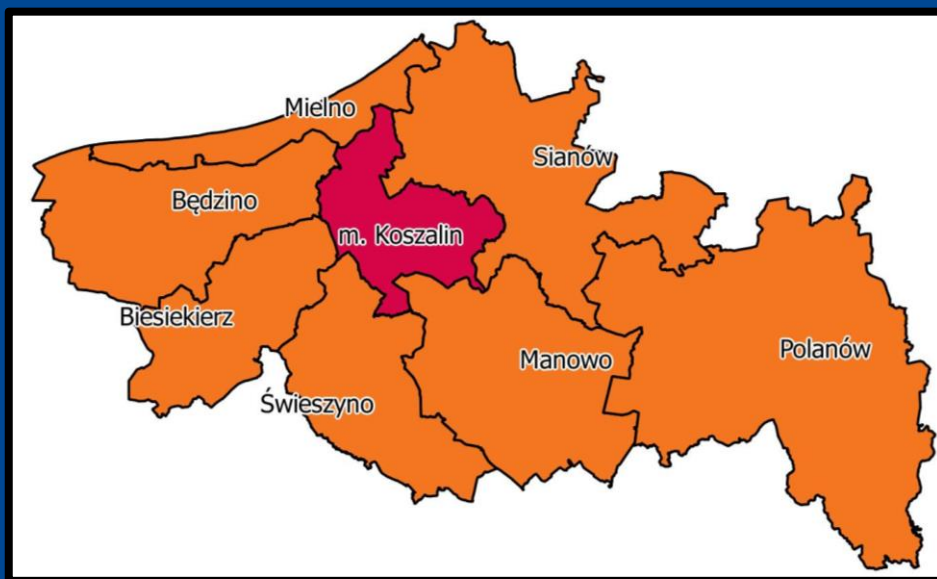 Mielno
Sianów
Będzino
m. Koszalin
Biesiekierz
Manowo
Polanów
Świeszyno